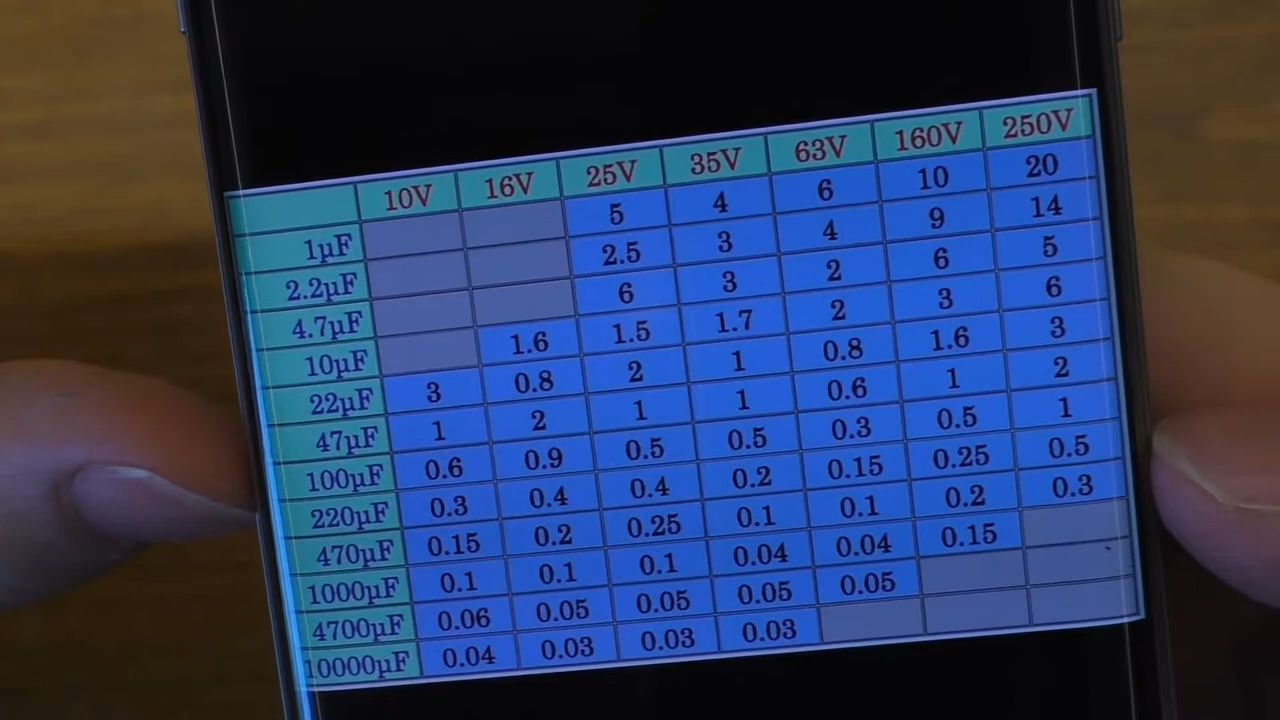 10V 16V 25V 35V 63V 160V 250V
1µF 5 4 6 10 20
2.2µF 2.5 3 4 9 14
4.7µF 6 3 2 6 5
10µF 1.6 1.5 1.7 2 3 6
22µF 3 0.8 2 1 0.8 1.6 3
47µF 1 2 1 1 0.6 1 2
100µF 0.6 0.9 0.5 0.5 0.3 0.5 1
220µF 0.3 0.4 0.4 0.2 0.15 0.25 0.5
470µF 0.15 0.2 0.25 0.1 0.1 0.2 0.3
1000µF 0.1 0.1 0.1 0.04 0.04 0.15
4700µF 0.06 0.05 0.05 0.05 0.05
10000µF 0.04 0.03 0.03 0.03